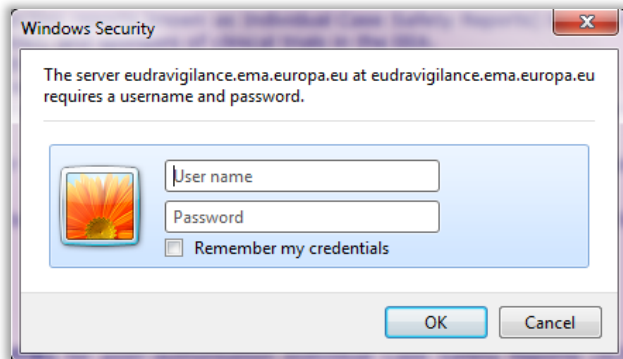 Windows Security
The server eudravigilance.ema.europa.eu at eudravigilance.ema.europa.eu
requires a username and password.
User name
Password
Remember my credentials
OK
Cancel